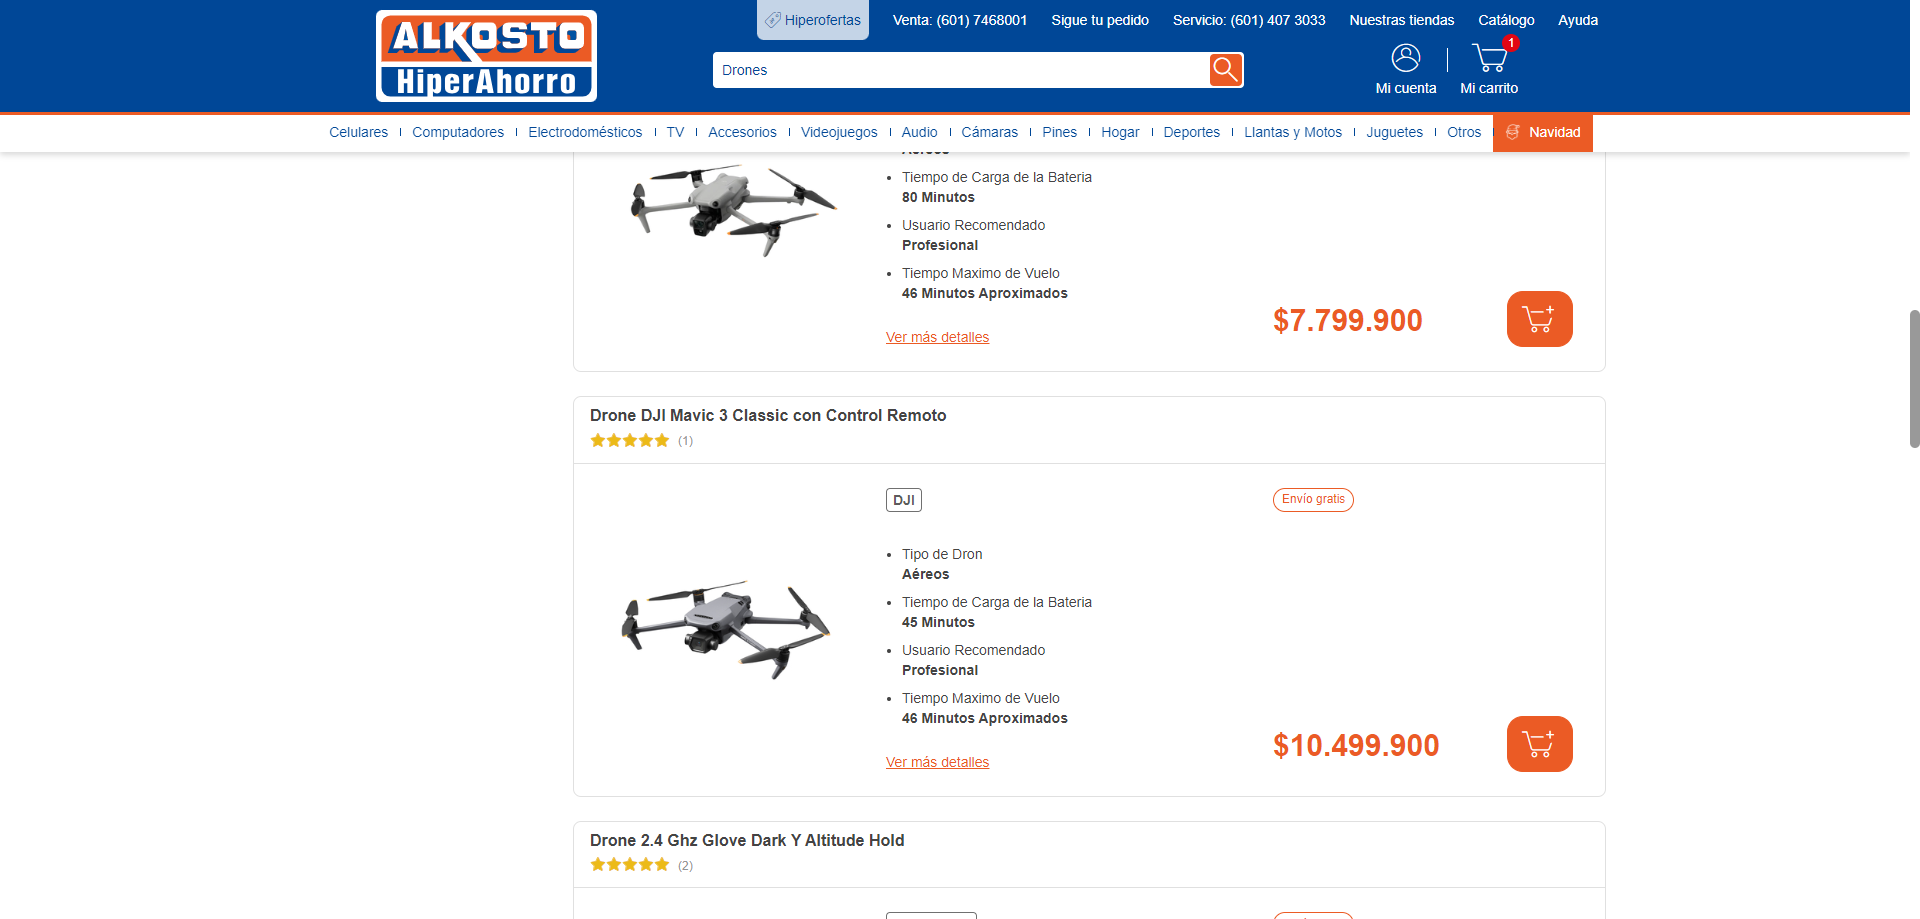 ALKOSTO
HiperAhorro
Hiperofertas
Venta: (601) 7468001
Sigue tu pedido
Servicio: (601) 407 3033
Nuestras tiendas
Catálogo
Ayuda
Drones
1
Mi cuenta
Mi carrito
Celulares
Computadores
Electrodomésticos
TV
Accesorios
Videojuegos
Audio
Cámaras
Pines
Hogar
Deportes
Llantas y Motos
Juguetes
Otros
Navidad
Aéreos
Tiempo de Carga de la Bateria
80 Minutos
Usuario Recomendado
Profesional
Tiempo Maximo de Vuelo
46 Minutos Aproximados
Ver más detalles
$7.799.900
Drone DJI Mavic 3 Classic con Control Remoto
(1)
DJI
Envío gratis
Tipo de Dron
Aéreos
Tiempo de Carga de la Bateria
45 Minutos
Usuario Recomendado
Profesional
Tiempo Maximo de Vuelo
46 Minutos Aproximados
Ver más detalles
$10.499.900
Drone 2.4 Ghz Glove Dark Y Altitude Hold
(2)